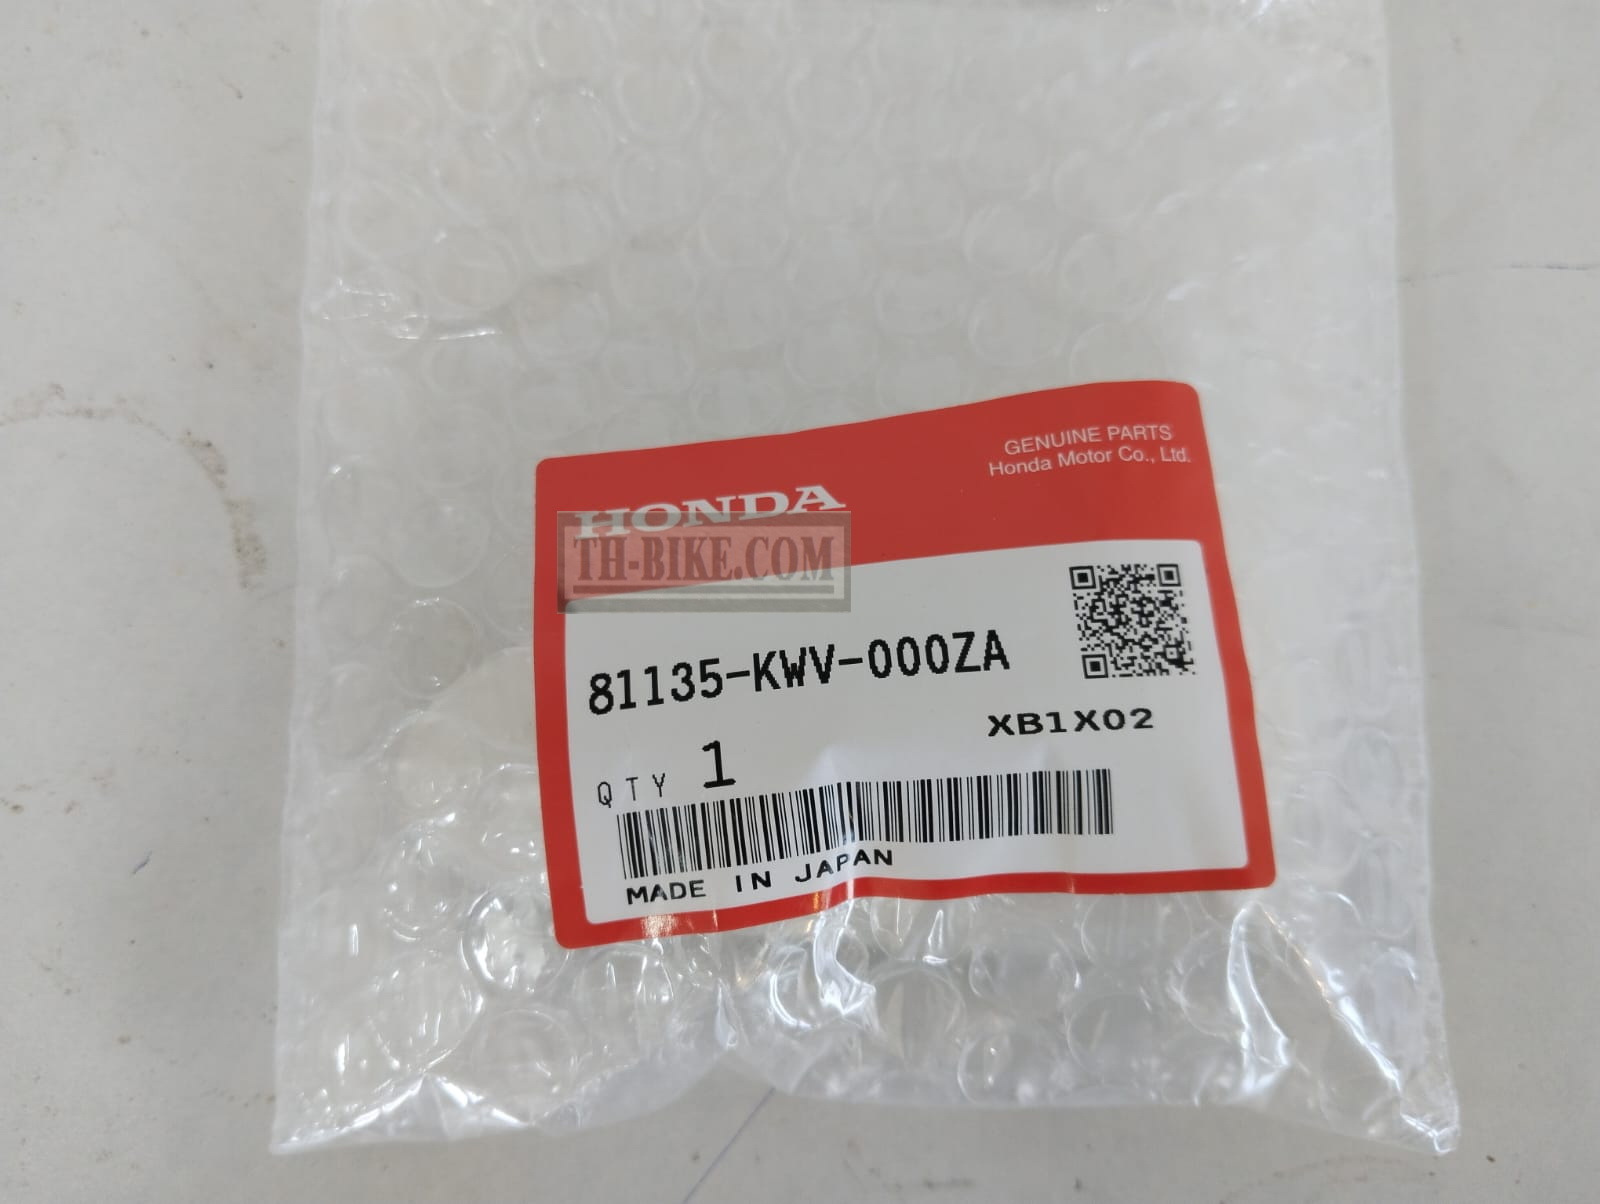 GENUINE PARTS
Honda Motor Co., Ltd.
HONDA
TH-BIKE.COM
81135-KWV-000ZA
XB1X02
QTY 1
MADE IN JAPAN